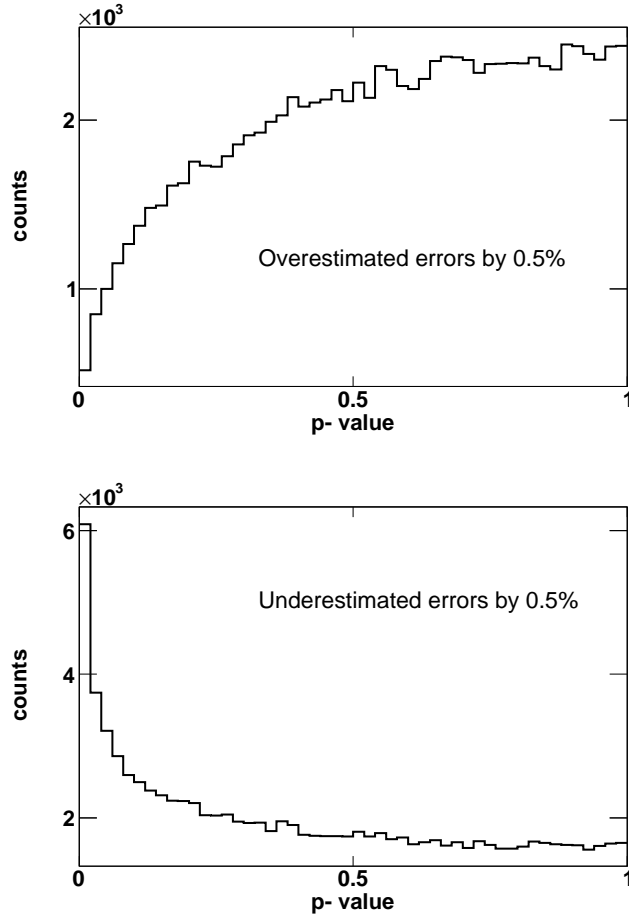 ×10³
2
counts
Overestimated errors by 0.5%
1
0 0.5 1
p- value
×10³
6
Underestimated errors by 0.5%
4
counts
2
0 0.5 1
p- value